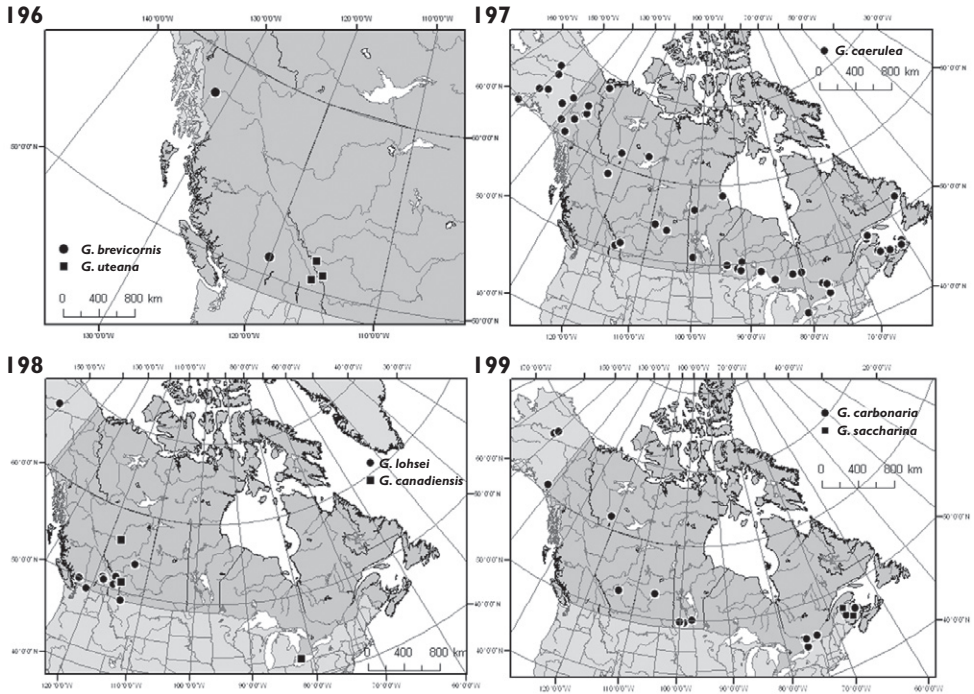 196
140°0'0"W 130°0'0"W 120°0'0"W 110°0'0"W
60°0'0"N
50°0'0"N
G. brevicornis
G. uteana
0 400 800 km
130°0'0"W 120°0'0"W 110°0'0"W
197
G. caerulea
0 400 800 km
60°0'0"N
50°0'0"N
40°0'0"N
120°0'0"W 110°0'0"W 100°0'0"W 90°0'0"W 80°0'0"W 70°0'0"W
198
G. lohsei
G. canadiensis
60°0'0"N
50°0'0"N
40°0'0"N
0 400 800 km
120°0'0"W 110°0'0"W 100°0'0"W 90°0'0"W 80°0'0"W 70°0'0"W 60°0'0"W
199
G. carbonaria
G. saccharina
0 400 800 km
60°0'0"N
50°0'0"N
40°0'0"N
120°0'0"W 110°0'0"W 100°0'0"W 90°0'0"W 80°0'0"W 70°0'0"W 60°0'0"W